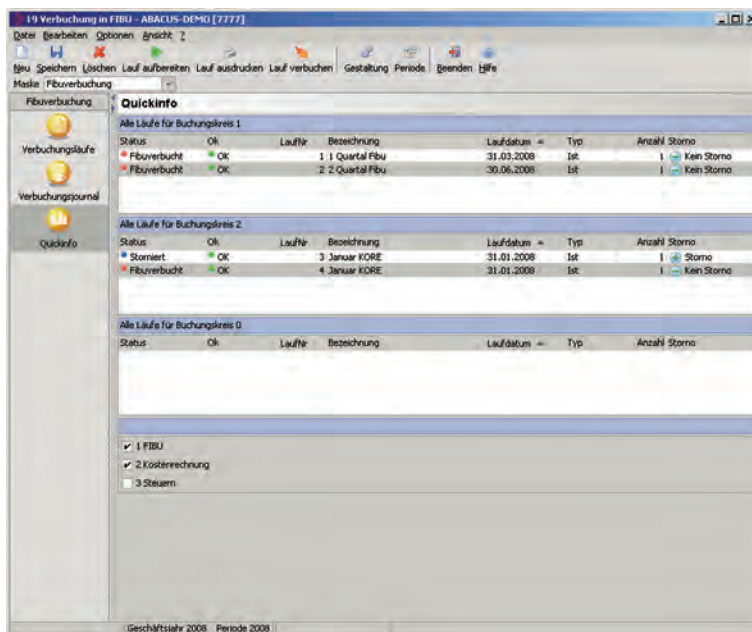 19 Verbuchung in FIBU - ABACUS-DEMO [7777]
Datei Bearbeiten Optionen Ansicht ?
Neu Speichern Löschen Lauf aufbereiten Lauf ausdrucken Lauf verbuchen Gestaltung Periode Beenden Hilfe
Maske Fibuverbuchung
Fibuverbuchung
Verbuchungsläufe
Verbuchungsjournal
Quickinfo
Quickinfo
Alle Läufe für Buchungskreis 1
Status Ok LaufNr Bezeichnung Laufdatum Typ Anzahl Storno
Fibuverbucht OK 1 1 Quartal Fibu 31.03.2008 Ist 1 Kein Storno
Fibuverbucht OK 2 2 Quartal Fibu 30.06.2008 Ist 1 Kein Storno
Alle Läufe für Buchungskreis 2
Status Ok LaufNr Bezeichnung Laufdatum Typ Anzahl Storno
Storniert OK 3 Januar KORE 31.01.2008 Ist 1 Storno
Fibuverbucht OK 4 Januar KORE 31.01.2008 Ist 1 Kein Storno
Alle Läufe für Buchungskreis 0
Status Ok LaufNr Bezeichnung Laufdatum Typ Anzahl Storno
1 FIBU
2 Kostenrechnung
3 Steuern
Geschäftsjahr 2008 Periode 2008